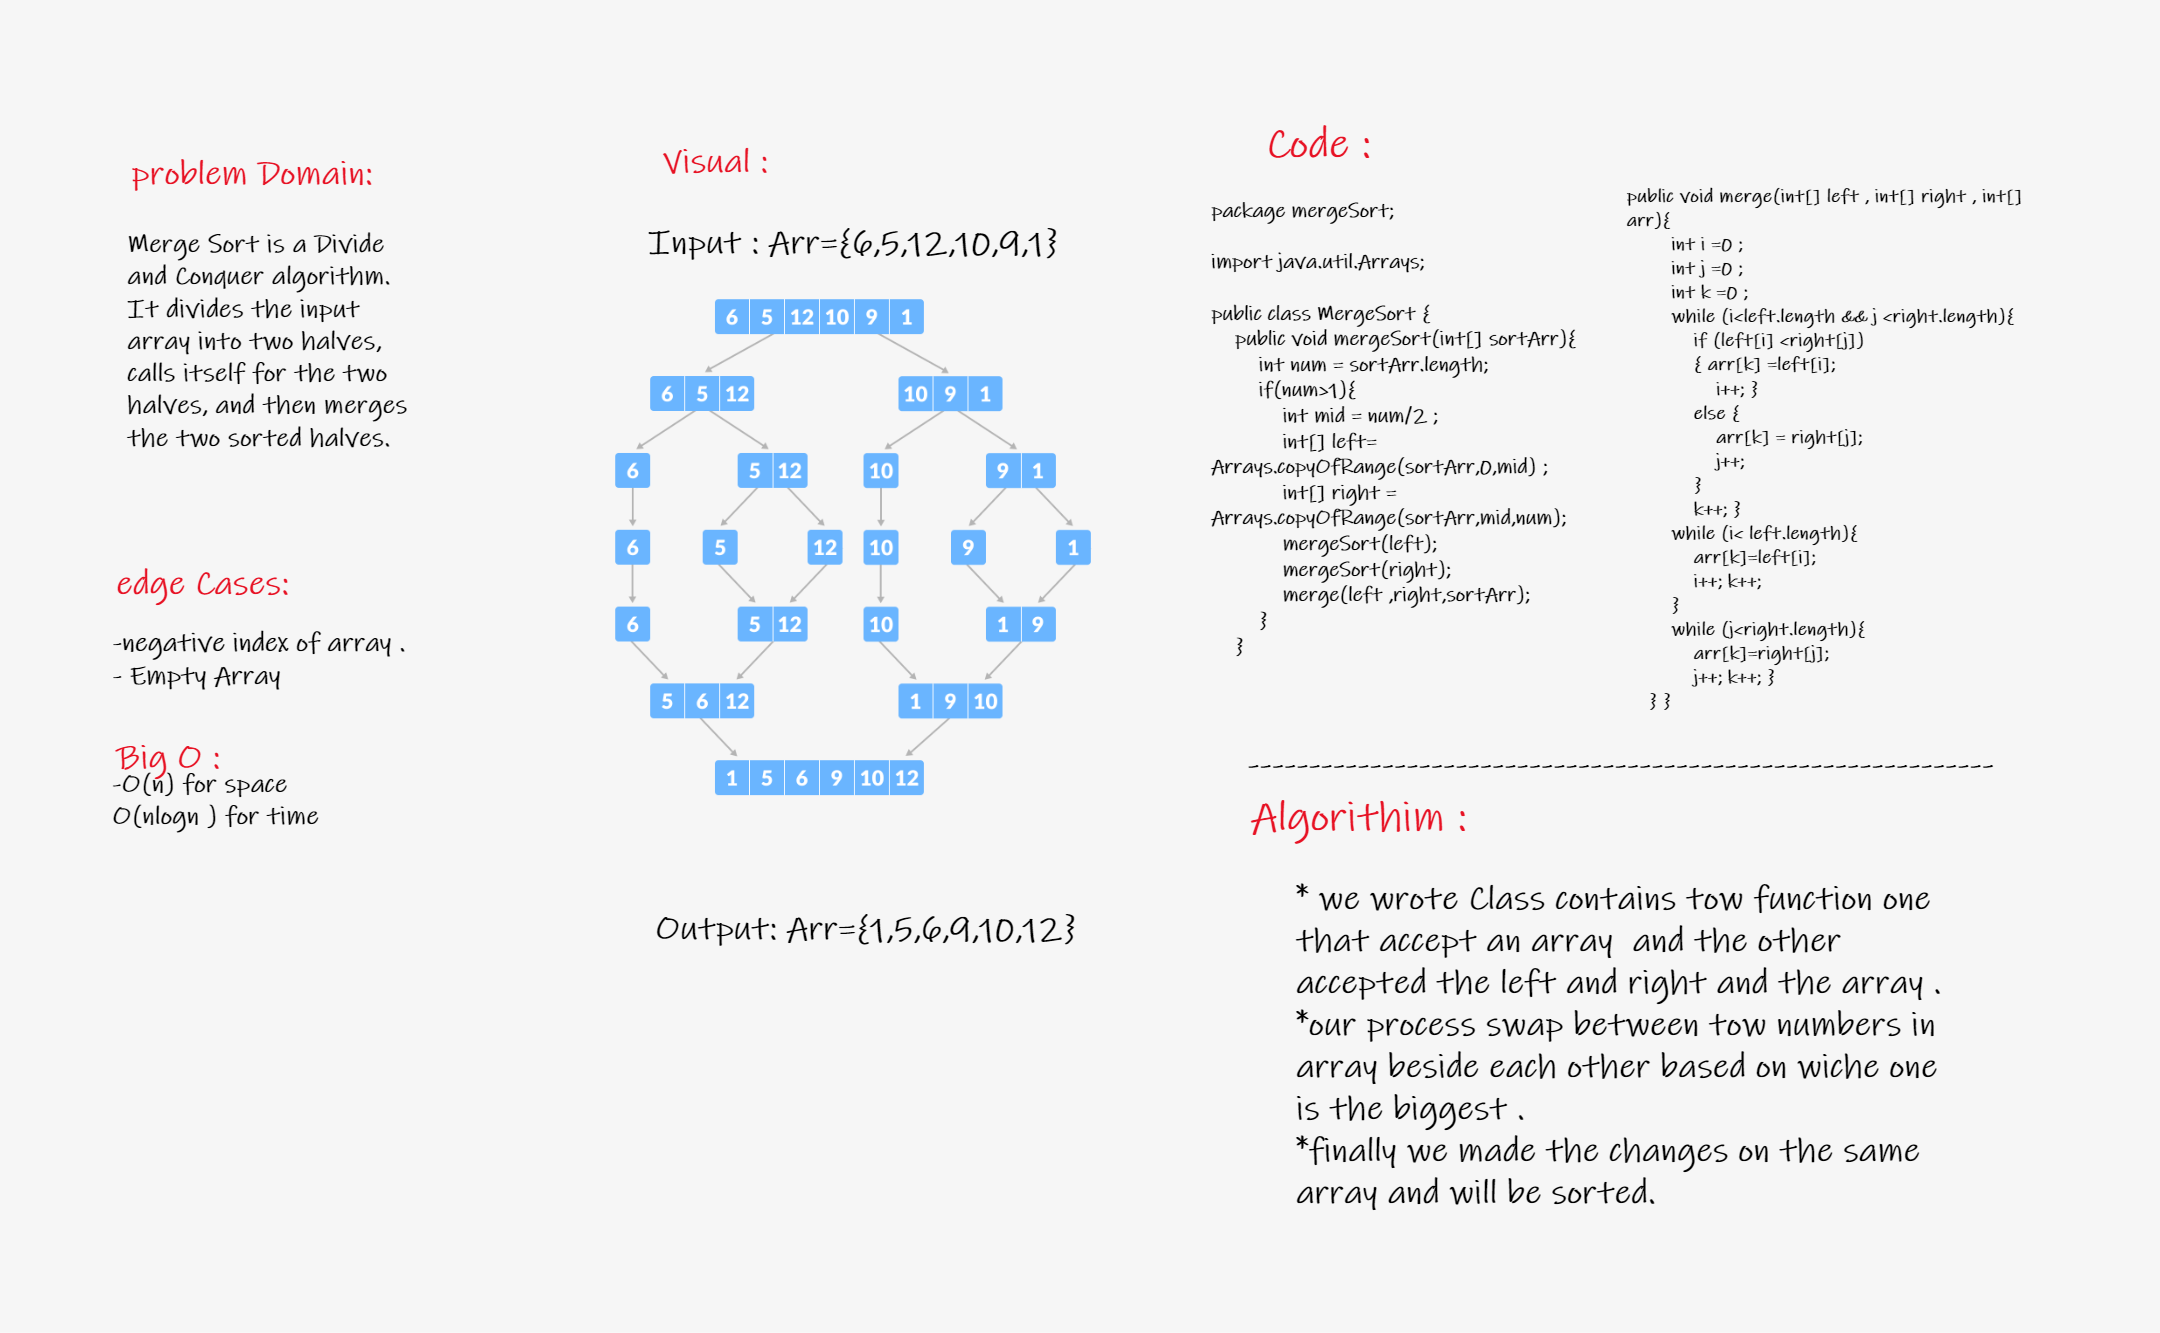 problem Domain:
Merge Sort is a Divide
and Conquer algorithm.
It divides the input
array into two halves,
calls itself for the two
halves, and then merges
the two sorted halves.
edge Cases:
-negative index of array .
- Empty Array
Big O :
-O(n) for space
O(nlogn ) for time
Visual :
Input : Arr={6,5,12,10,9,1}
6 5 12 10 9 1
6 5 12 10 9 1
6 5 12 10 9 1
6 5 12 10 9 1
6 5 12 10 1 9
5 6 12 1 9 10
1 5 6 9 10 12
Output: Arr={1,5,6,9,10,12}
Code :
package mergeSort;
import java.util.Arrays;
public class MergeSort {
public void mergeSort(int[] sortArr){
int num = sortArr.length;
if(num>1){
int mid = num/2 ;
int[] left=
Arrays.copyOfRange(sortArr,0,mid) ;
int[] right =
Arrays.copyOfRange(sortArr,mid,num);
mergeSort(left);
mergeSort(right);
merge(left ,right,sortArr);
}
}
public void merge(int[] left , int[] right , int[]
arr){
int i =0 ;
int j =0 ;
int k =0 ;
while (i<left.length && j <right.length){
if (left[i] <right[j])
{ arr[k] =left[i];
i++; }
else {
arr[k] = right[j];
j++;
}
k++; }
while (i< left.length){
arr[k]=left[i];
i++; k++;
}
while (j<right.length){
arr[k]=right[j];
j++; k++; }
} }
--------------------------------------------------------------
Algorithim :
* we wrote Class contains tow function one
that accept an array  and the other
accepted the left and right and the array .
*our process swap between tow numbers in
array beside each other based on wiche one
is the biggest .
*finally we made the changes on the same
array and will be sorted.